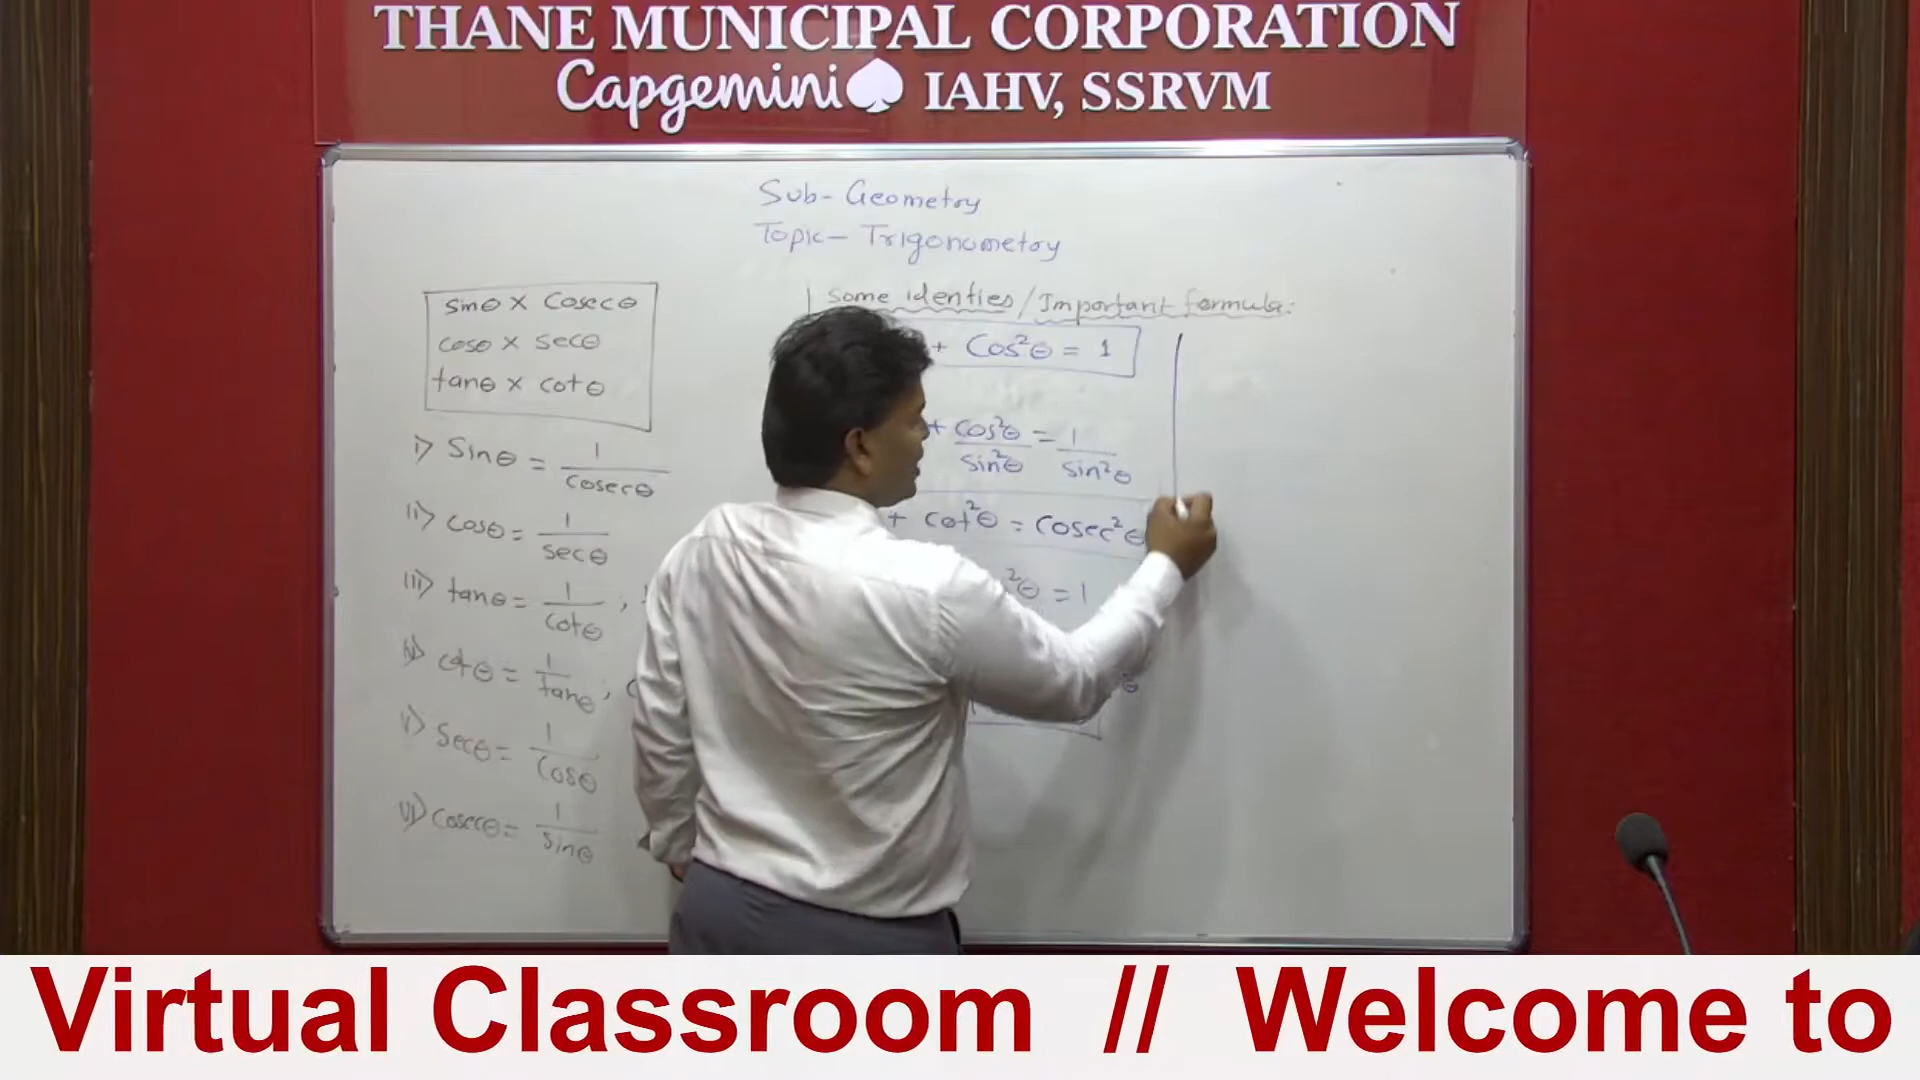 THANE MUNICIPAL CORPORATION
Capgemini IAHV, SSRVM
Sub- Geometry
Topic- Trigonometry
sinθ × Cosecθ
cosθ × secθ
tanθ × cotθ
i) Sinθ = 1/cosecθ
ii) cosθ = 1/secθ
iii) tanθ = 1/cotθ ;
iv) cotθ = 1/tanθ ;
v) Secθ = 1/Cosθ
vi) Cosecθ = 1/sinθ
Some identies / Important formula:
+ Cos²θ = 1
+ cos²θ/sin²θ = 1/sin²θ
+ cot²θ = cosec²θ
²θ = 1
Virtual Classroom // Welcome to